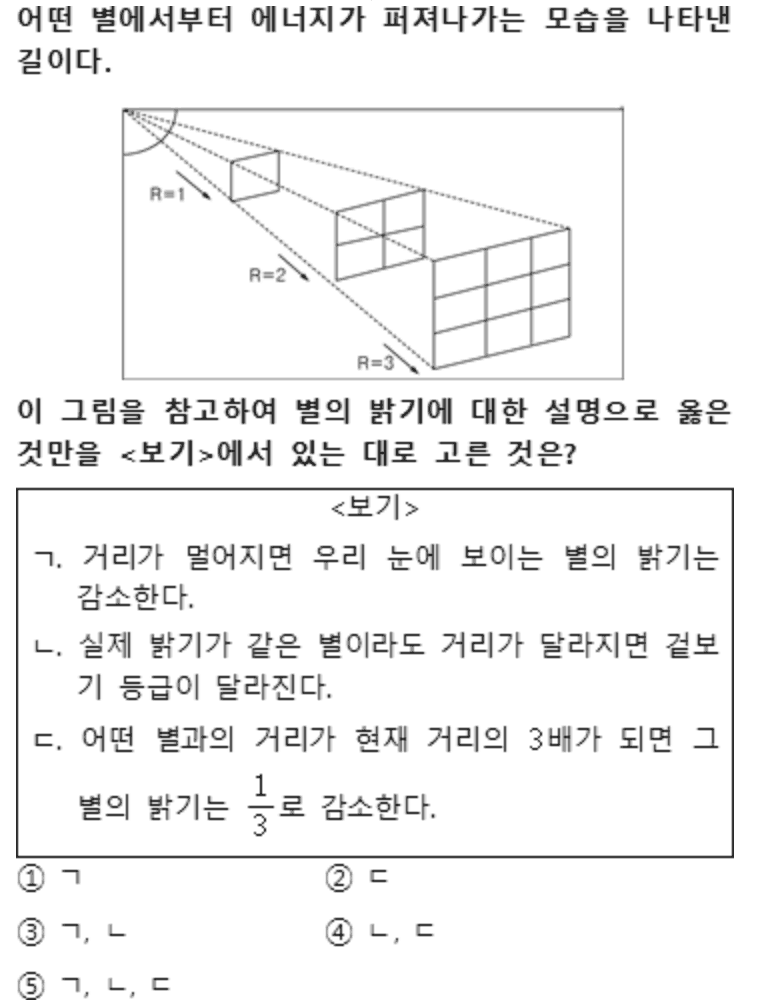 어떤 별에서부터 에너지가 퍼져나가는 모습을 나타낸
길이다.
R=1
R=2
R=3
이 그림을 참고하여 별의 밝기에 대한 설명으로 옳은
것만을 <보기>에서 있는 대로 고른 것은?
<보기>
ㄱ. 거리가 멀어지면 우리 눈에 보이는 별의 밝기는
감소한다.
ㄴ. 실제 밝기가 같은 별이라도 거리가 달라지면 겉보
기 등급이 달라진다.
ㄷ. 어떤 별과의 거리가 현재 거리의 3배가 되면 그
별의 밝기는 1/3로 감소한다.
① ㄱ ② ㄷ
③ ㄱ, ㄴ ④ ㄴ, ㄷ
⑤ ㄱ, ㄴ, ㄷ